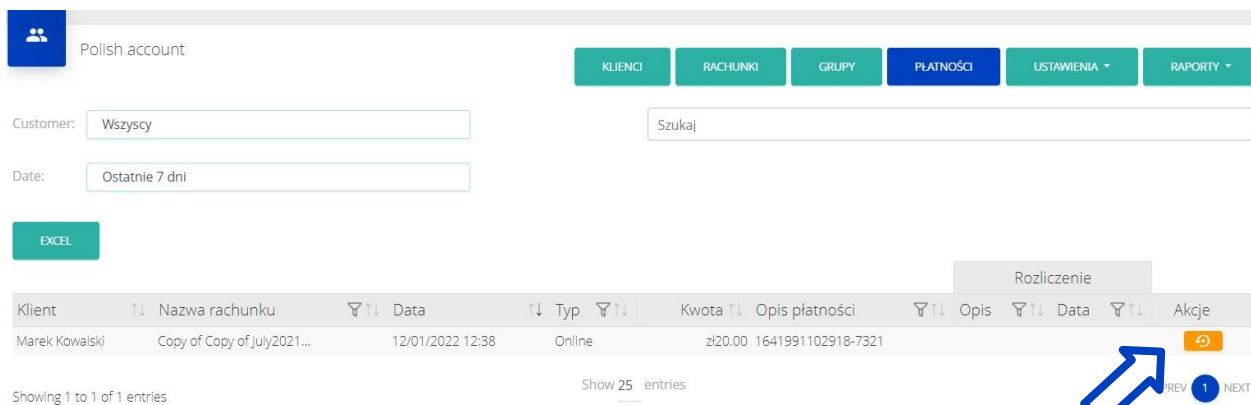 Polish account
KLIENCI RACHUNKI GRUPY PŁATNOŚCI USTAWIENIA RAPORTY
Customer: Wszyscy Szukaj
Date: Ostatnie 7 dni
EXCEL
Rozliczenie
Klient Nazwa rachunku Data Typ Kwota Opis płatności Opis Data Akcje
Marek Kowalski Copy of Copy of July2021... 12/01/2022 12:38 Online zł20.00 1641991102918-7321
Showing 1 to 1 of 1 entries Show 25 entries PREV 1 NEXT